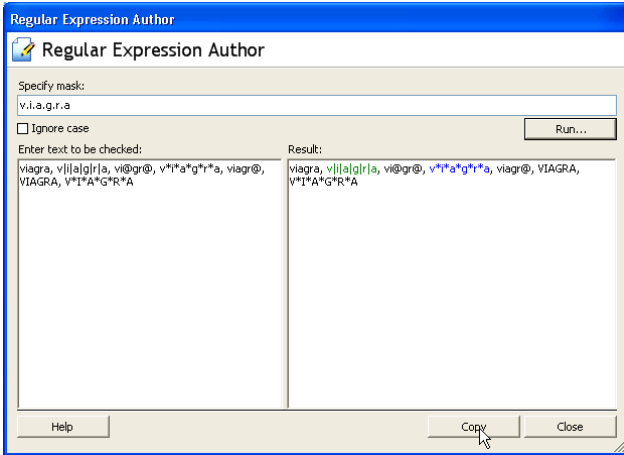 Regular Expression Author
Regular Expression Author
Specify mask:
v.i.a.g.r.a
Ignore case
Run...
Enter text to be checked:
Result:
viagra, v|i|a|g|r|a, vi@gr@, v*i*a*g*r*a, viagr@,
VIAGRA, V*I*A*G*R*A
viagra, v|i|a|g|r|a, vi@gr@, v*i*a*g*r*a, viagr@, VIAGRA,
V*I*A*G*R*A
Help
Copy
Close